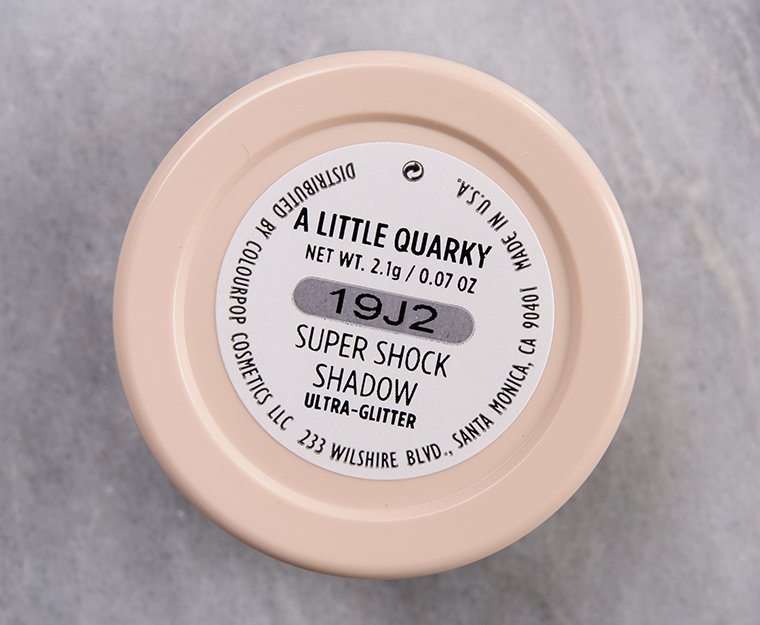 A LITTLE QUARKY
NET WT. 2.1g / 0.07 OZ
19J2
SUPER SHOCK
SHADOW
ULTRA-GLITTER
DISTRIBUTED BY COLOURPOP COSMETICS LLC 233 WILSHIRE BLVD., SANTA MONICA, CA 90401 MADE IN U.S.A.